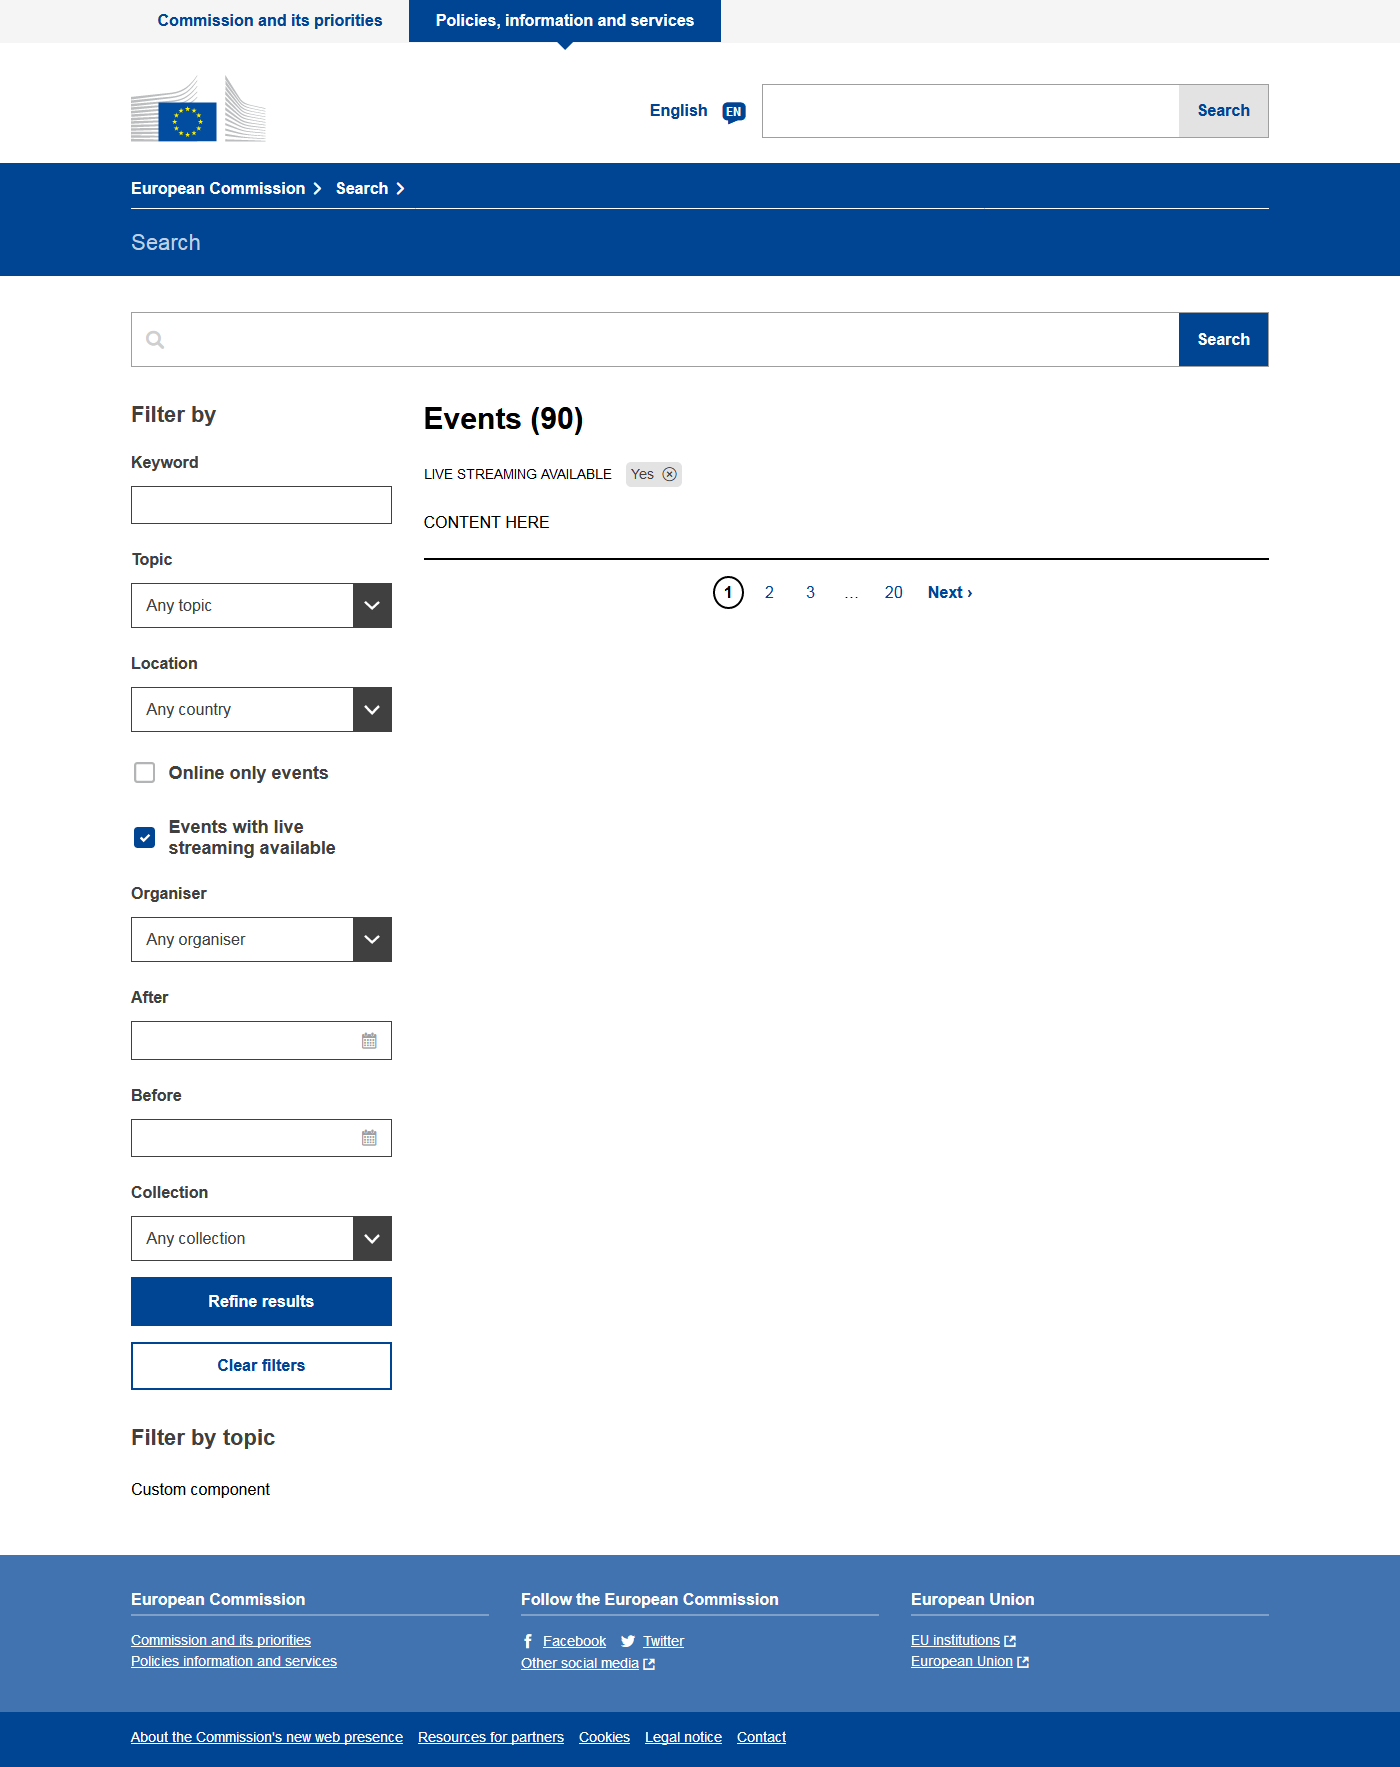 Commission and its priorities
Policies, information and services
English
EN
Search
European Commission
Search
Search
Search
Filter by
Keyword
Topic
Any topic
Location
Any country
Online only events
Events with live
streaming available
Organiser
Any organiser
After
Before
Collection
Any collection
Refine results
Clear filters
Filter by topic
Custom component
Events (90)
LIVE STREAMING AVAILABLE Yes
CONTENT HERE
1 2 3 ... 20 Next ›
European Commission
Commission and its priorities
Policies information and services
Follow the European Commission
Facebook Twitter
Other social media
European Union
EU institutions
European Union
About the Commission's new web presence Resources for partners Cookies Legal notice Contact